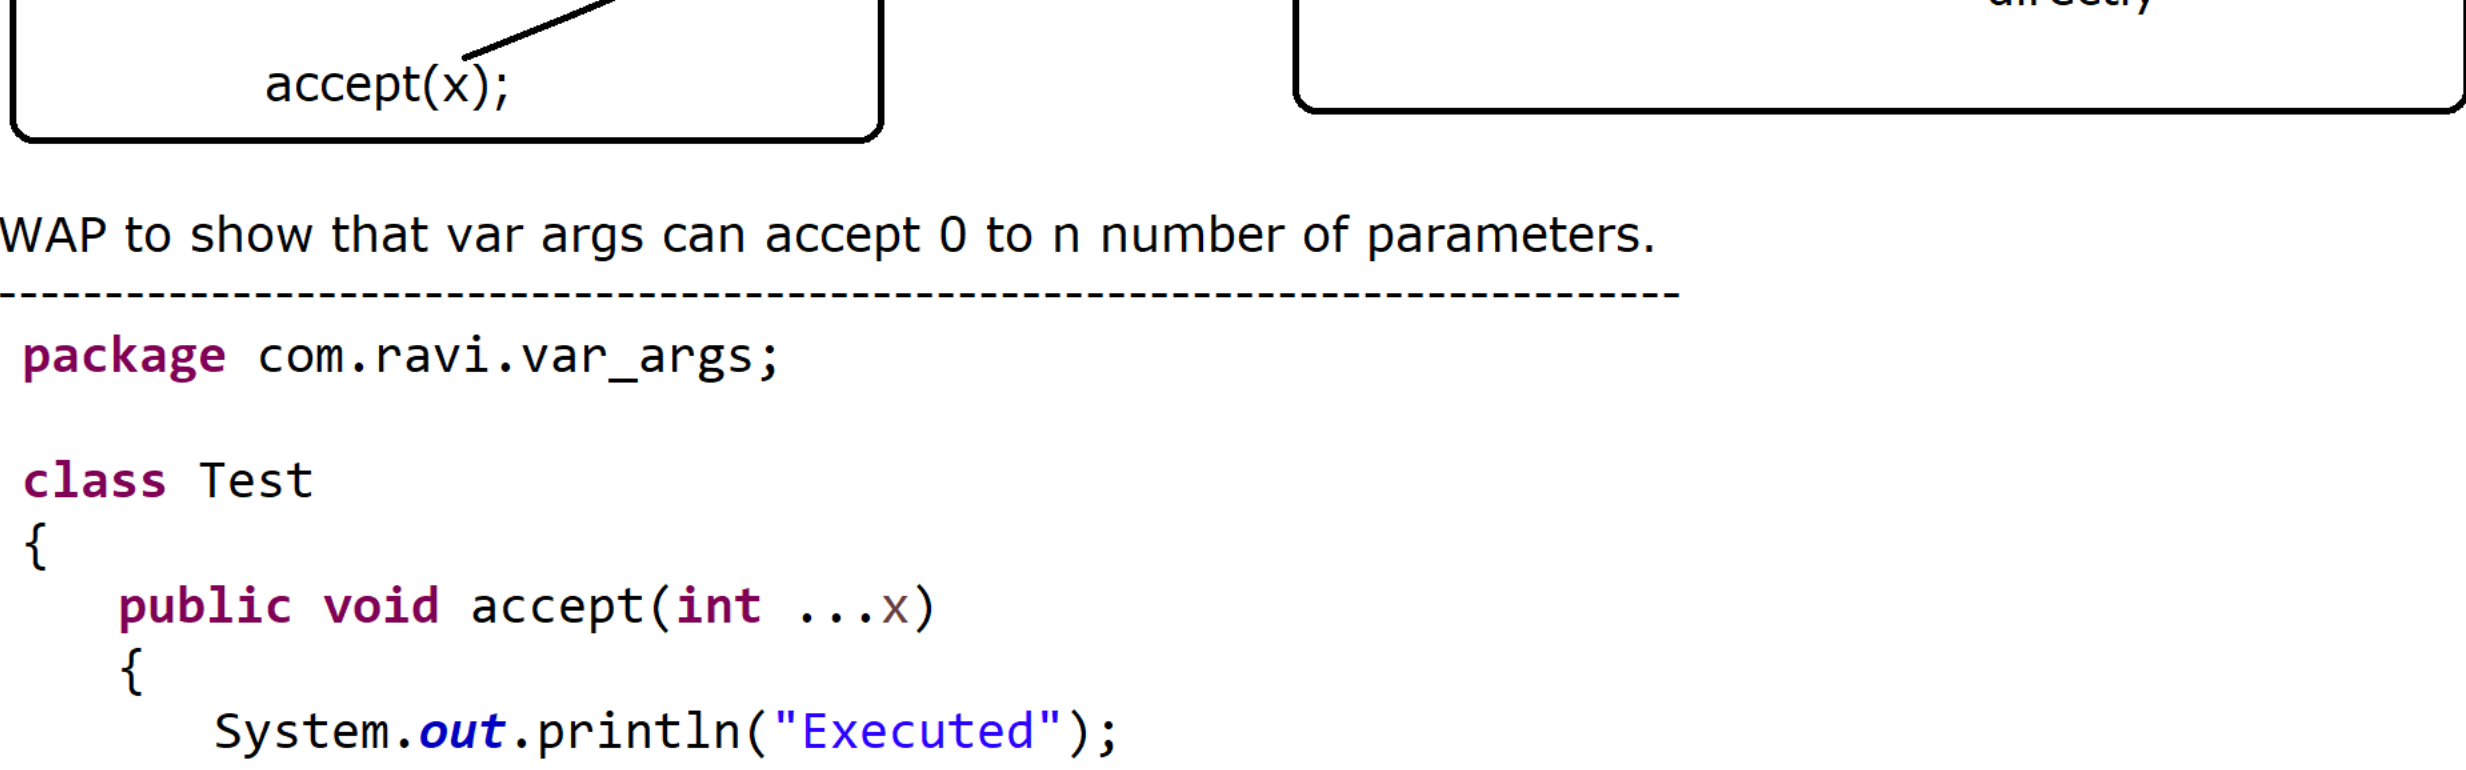 directly
accept(x);
WAP to show that var args can accept 0 to n number of parameters.
--------------------------------------------------------------------------------
package com.ravi.var_args;
class Test
{
public void accept(int ...x)
{
System.out.println("Executed");